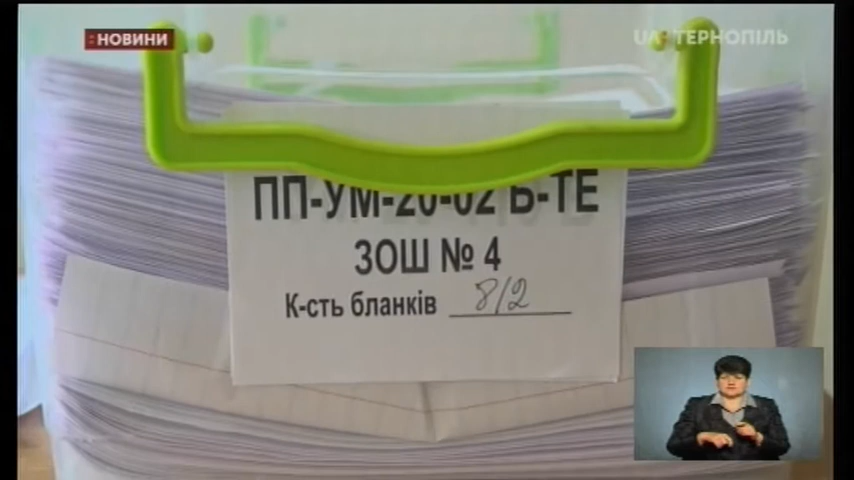 :НОВИНИ
UA: ТЕРНОПІЛЬ
ПП-УМ-20-02 Б-ТЕ
ЗОШ № 4
К-сть бланків 8/2